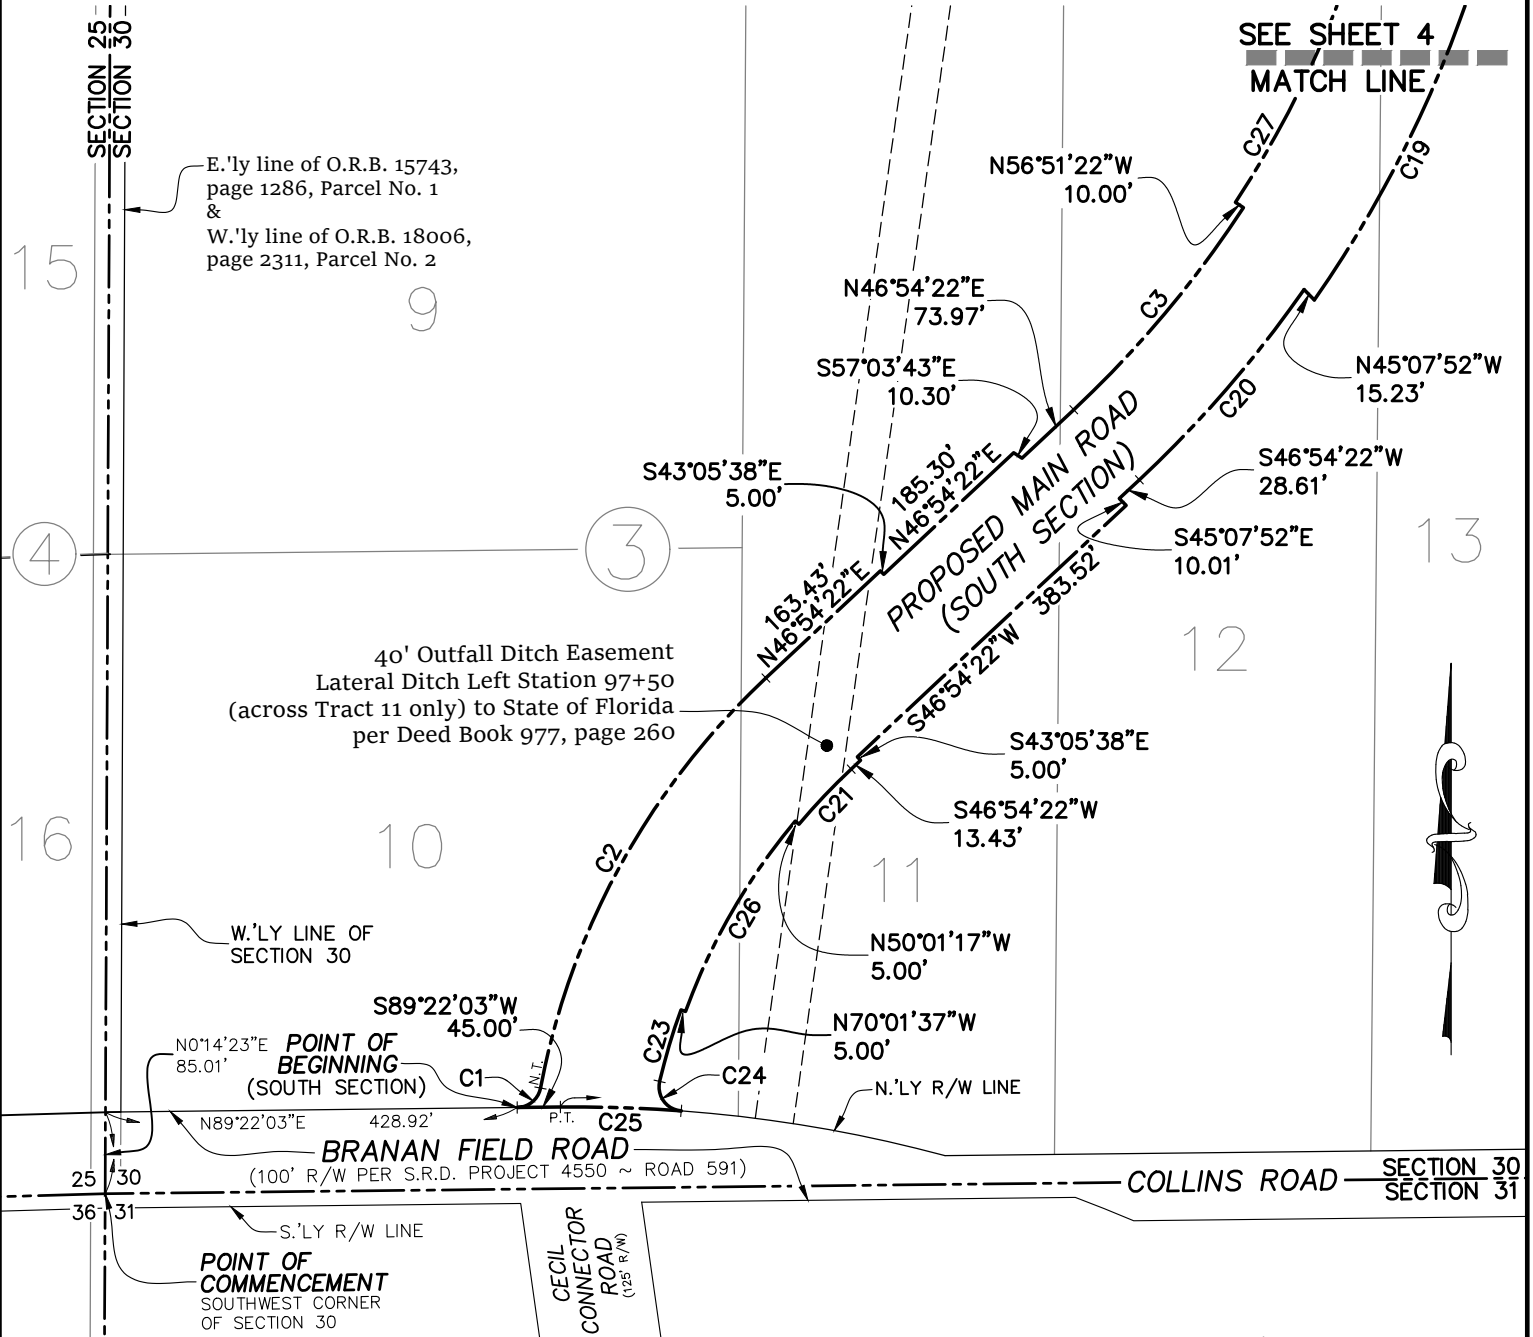 SECTION 25
SECTION 30
SEE SHEET 4
MATCH LINE
E.'ly line of O.R.B. 15743,
page 1286, Parcel No. 1
&
W.'ly line of O.R.B. 18006,
page 2311, Parcel No. 2
15
9
C27
C19
N56°51'22"W
10.00'
N46°54'22"E
73.97'
C3
S57°03'43"E
10.30'
N45°07'52"W
15.23'
C20
S43°05'38"E
5.00'
185.30'
N46°54'22"E
PROPOSED MAIN ROAD
(SOUTH SECTION)
S46°54'22"W
28.61'
S45°07'52"E
10.01'
13
4
3
163.43'
N46°54'22"E
S46°54'22"W 383.52'
12
40' Outfall Ditch Easement
Lateral Ditch Left Station 97+50
(across Tract 11 only) to State of Florida
per Deed Book 977, page 260
S43°05'38"E
5.00'
C21
S46°54'22"W
13.43'
16
10
C2
11
C26
W.'LY LINE OF
SECTION 30
N50°01'17"W
5.00'
S89°22'03"W
45.00'
N70°01'37"W
5.00'
N0°14'23"E
85.01'
POINT OF
BEGINNING
(SOUTH SECTION)
C1
N.T.
C23
C24
N.'LY R/W LINE
N89°22'03"E 428.92'
P.T.
C25
BRANAN FIELD ROAD
(100' R/W PER S.R.D. PROJECT 4550 ~ ROAD 591)
25 30
36 31
COLLINS ROAD
SECTION 30
SECTION 31
S.'LY R/W LINE
POINT OF
COMMENCEMENT
SOUTHWEST CORNER
OF SECTION 30
CECIL
CONNECTOR
ROAD
(125' R/W)